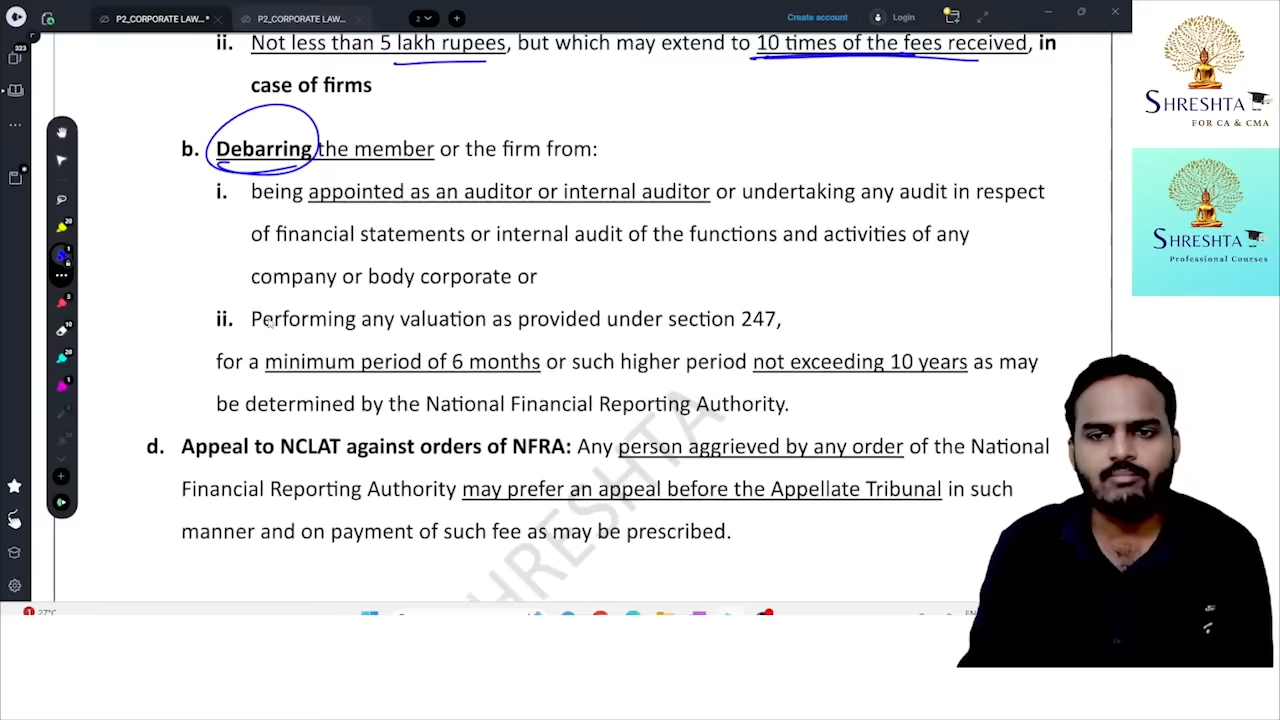 P2_CORPORATE LAW...*
P2_CORPORATE LAW...
2
Create account
Login
323
ii. Not less than 5 lakh rupees, but which may extend to 10 times of the fees received, in
case of firms
b. Debarring the member or the firm from:
i. being appointed as an auditor or internal auditor or undertaking any audit in respect
of financial statements or internal audit of the functions and activities of any
company or body corporate or
ii. Performing any valuation as provided under section 247,
for a minimum period of 6 months or such higher period not exceeding 10 years as may
be determined by the National Financial Reporting Authority.
d. Appeal to NCLAT against orders of NFRA: Any person aggrieved by any order of the National
Financial Reporting Authority may prefer an appeal before the Appellate Tribunal in such
manner and on payment of such fee as may be prescribed.
SHRESHTA
27°C
SHRESHTA
FOR CA & CMA
SHRESHTA
Professional Courses